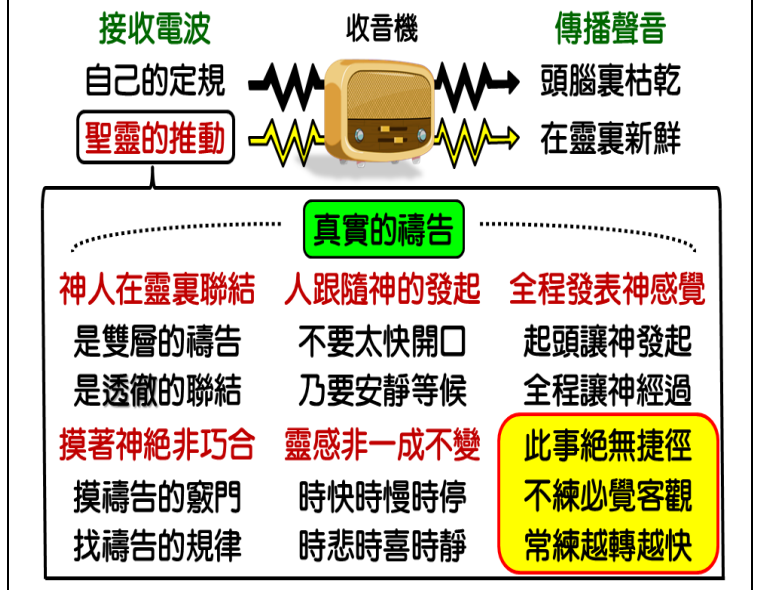 接收電波 收音機 傳播聲音
自己的定規 頭腦裏枯乾
聖靈的推動 在靈裏新鮮
真實的禱告
神人在靈裏聯結 人跟隨神的發起 全程發表神感覺
是雙層的禱告 不要太快開口 起頭讓神發起
是透徹的聯結 乃要安靜等候 全程讓神經過
摸著神絕非巧合 靈感非一成不變 此事絕無捷徑
摸禱告的竅門 時快時慢時停 不練必覺客觀
找禱告的規律 時悲時喜時靜 常練越轉越快